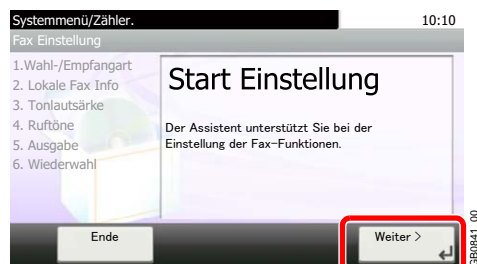 Systemmenü/Zähler.
10:10
Fax Einstellung
1.Wahl-/Empfangart
2. Lokale Fax Info
3. Tonlautsärke
4. Ruftöne
5. Ausgabe
6. Wiederwahl
Start Einstellung
Der Assistent unterstützt Sie bei der
Einstellung der Fax-Funktionen.
Ende
Weiter >
GB0841_00